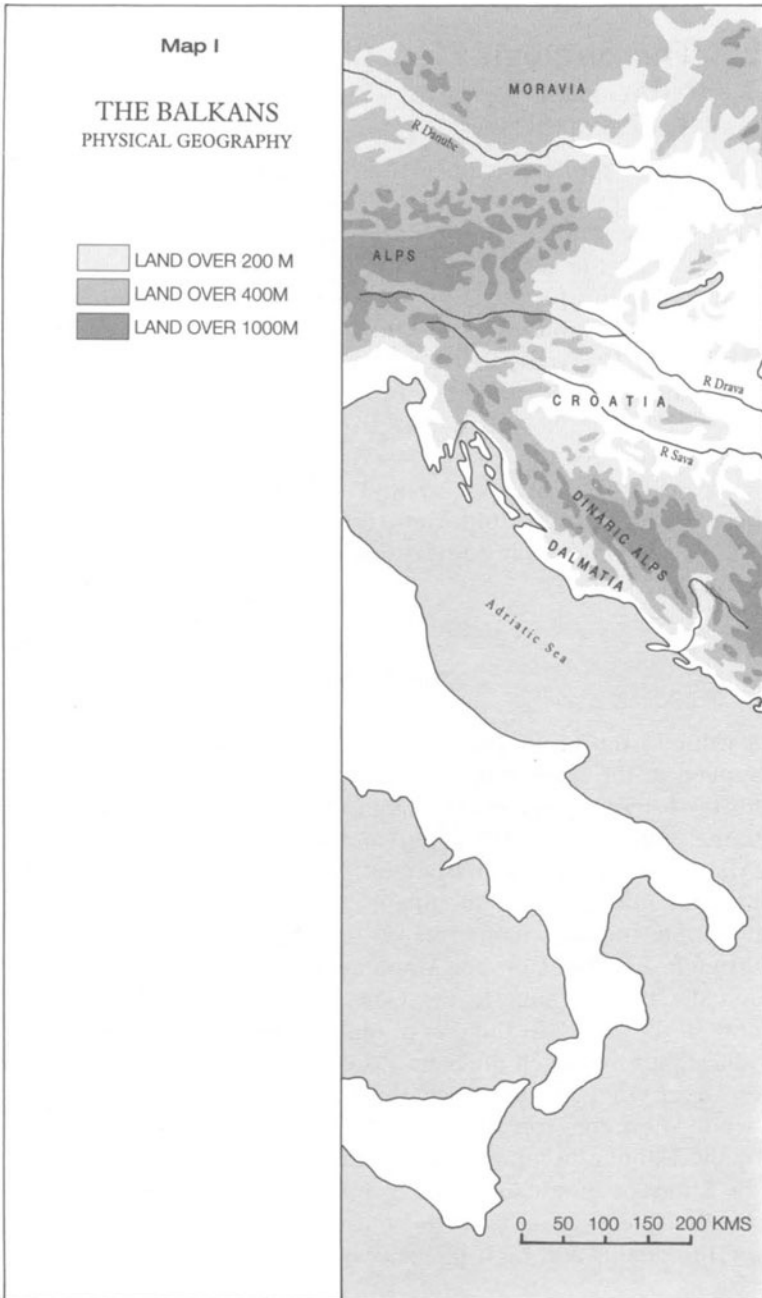 Map I
THE BALKANS
PHYSICAL GEOGRAPHY
LAND OVER 200 M
LAND OVER 400M
LAND OVER 1000M
MORAVIA
R Danube
ALPS
R Drava
CROATIA
R Sava
DINARIC ALPS
DALMATIA
Adriatic Sea
0 50 100 150 200 KMS